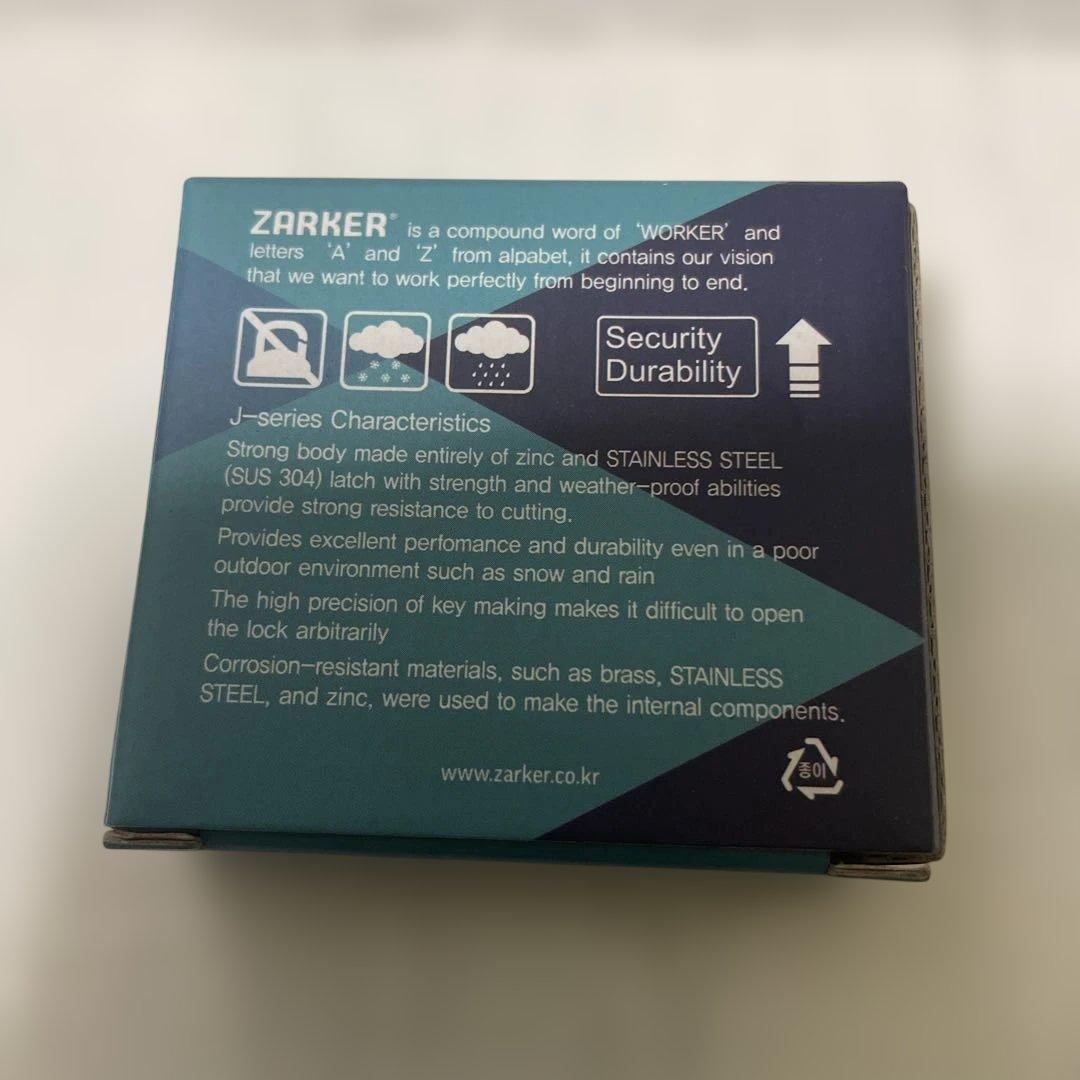 ZARKER® is a compound word of 'WORKER' and
letters 'A' and 'Z' from alpabet, it contains our vision
that we want to work perfectly from beginning to end.
Security
Durability
J-series Characteristics
Strong body made entirely of zinc and STAINLESS STEEL
(SUS 304) latch with strength and weather-proof abilities
provide strong resistance to cutting.
Provides excellent perfomance and durability even in a poor
outdoor environment such as snow and rain
The high precision of key making makes it difficult to open
the lock arbitrarily
Corrosion-resistant materials, such as brass, STAINLESS
STEEL, and zinc, were used to make the internal components.
www.zarker.co.kr
종이